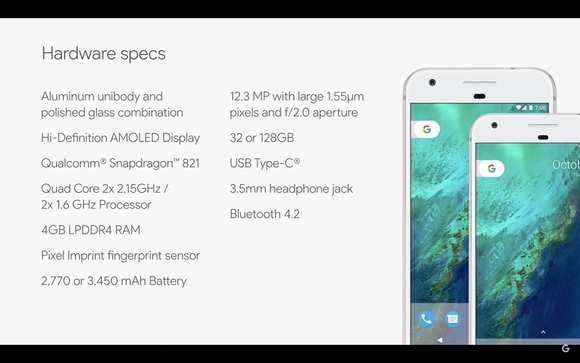 Hardware specs
Aluminum unibody and
polished glass combination
Hi-Definition AMOLED Display
Qualcomm® Snapdragon™ 821
Quad Core 2x 2.15GHz /
2x 1.6 GHz Processor
4GB LPDDR4 RAM
Pixel Imprint fingerprint sensor
2,770 or 3,450 mAh Battery
12.3 MP with large 1.55µm
pixels and f/2.0 aperture
32 or 128GB
USB Type-C®
3.5mm headphone jack
Bluetooth 4.2
7:00
G
G
Octo
G